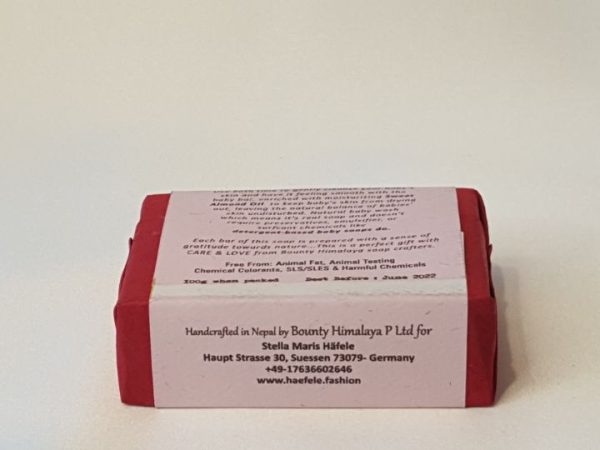 skin and have it feeling smooth with the
baby bar, enriched with moisturiting Sweet
Almond Oil to keep baby's skin from drying
out, leaving the natural balance of babies'
skin undisturbed. Natural baby wash
which means it's real soap and doesn't
require preservatives, emulsifier, or
surfcant chemicals like
detergent-based baby soaps do.
Each bar of this soap is prepared with a sense of
gratitude towards nature. This is a perfect gift with
CARE & LOVE from Bounty Himalaya soap crafters.
Free From: Animal Fat, Animal Testing
Chemical Colorants, SLS/SLES & Harmful Chemicals
100g when packed Best Before : June 2022
Handcrafted in Nepal by Bounty Himalaya P Ltd for
Stella Maris Häfele
Haupt Strasse 30, Suessen 73079- Germany
+49-17636602646
www.haefele.fashion